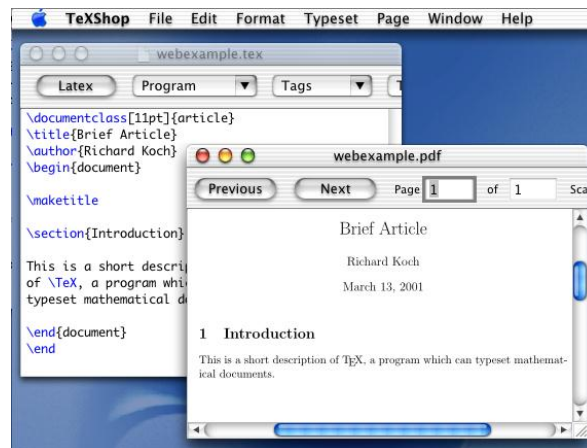 TeXShop File Edit Format Typeset Page Window Help
webexample.tex
Latex Program Tags
\documentclass[11pt]{article}
\title{Brief Article}
\author{Richard Koch}
\begin{document}
\maketitle
\section{Introduction}
This is a short descrip
of \TeX, a program whi
typeset mathematical d
\end{document}
\end
webexample.pdf
Previous Next Page 1 of 1 Sca
Brief Article
Richard Koch
March 13, 2001
1 Introduction
This is a short description of TeX, a program which can typeset mathemat-
ical documents.